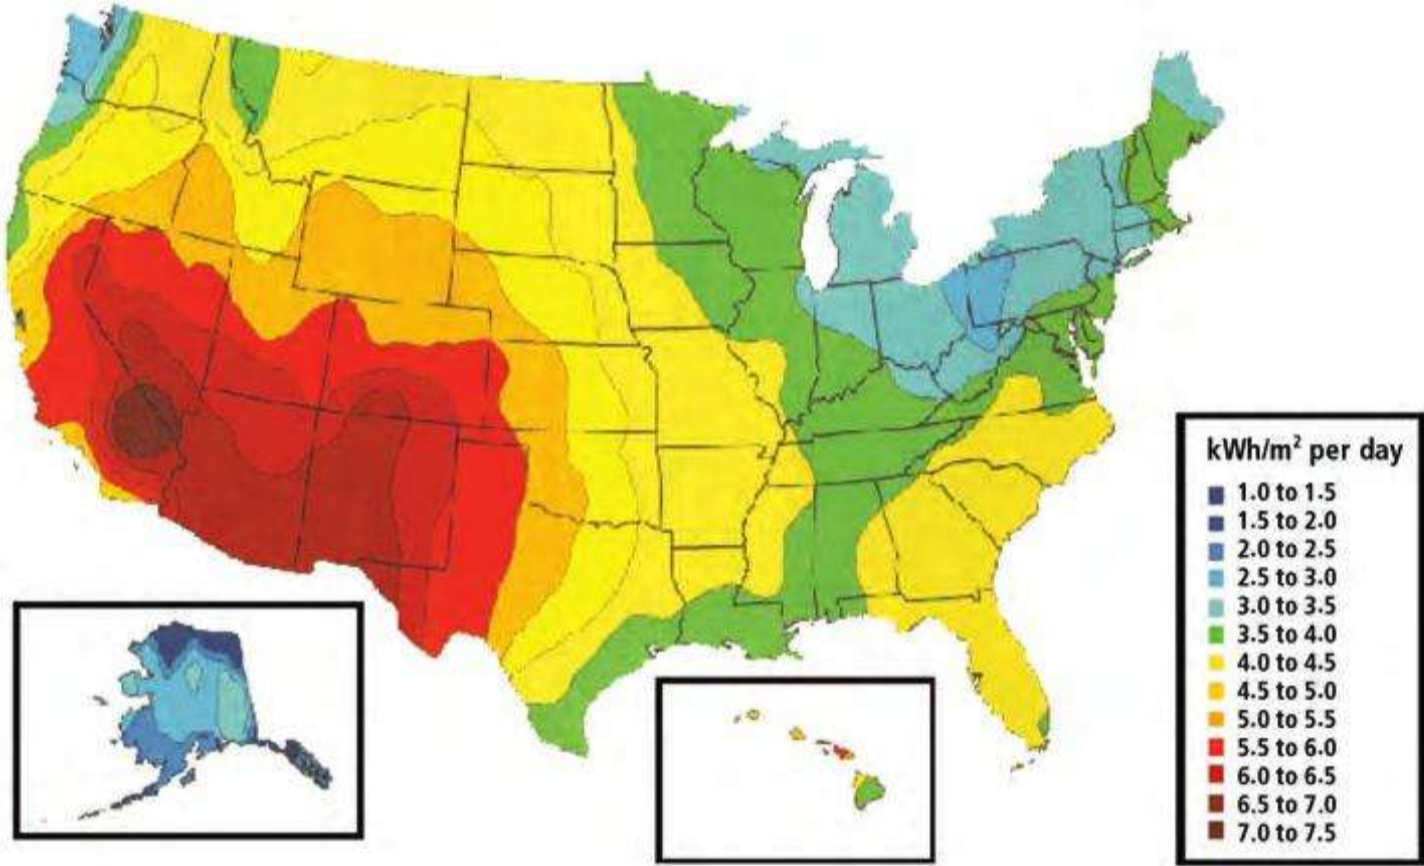 kWh/m² per day
1.0 to 1.5
1.5 to 2.0
2.0 to 2.5
2.5 to 3.0
3.0 to 3.5
3.5 to 4.0
4.0 to 4.5
4.5 to 5.0
5.0 to 5.5
5.5 to 6.0
6.0 to 6.5
6.5 to 7.0
7.0 to 7.5